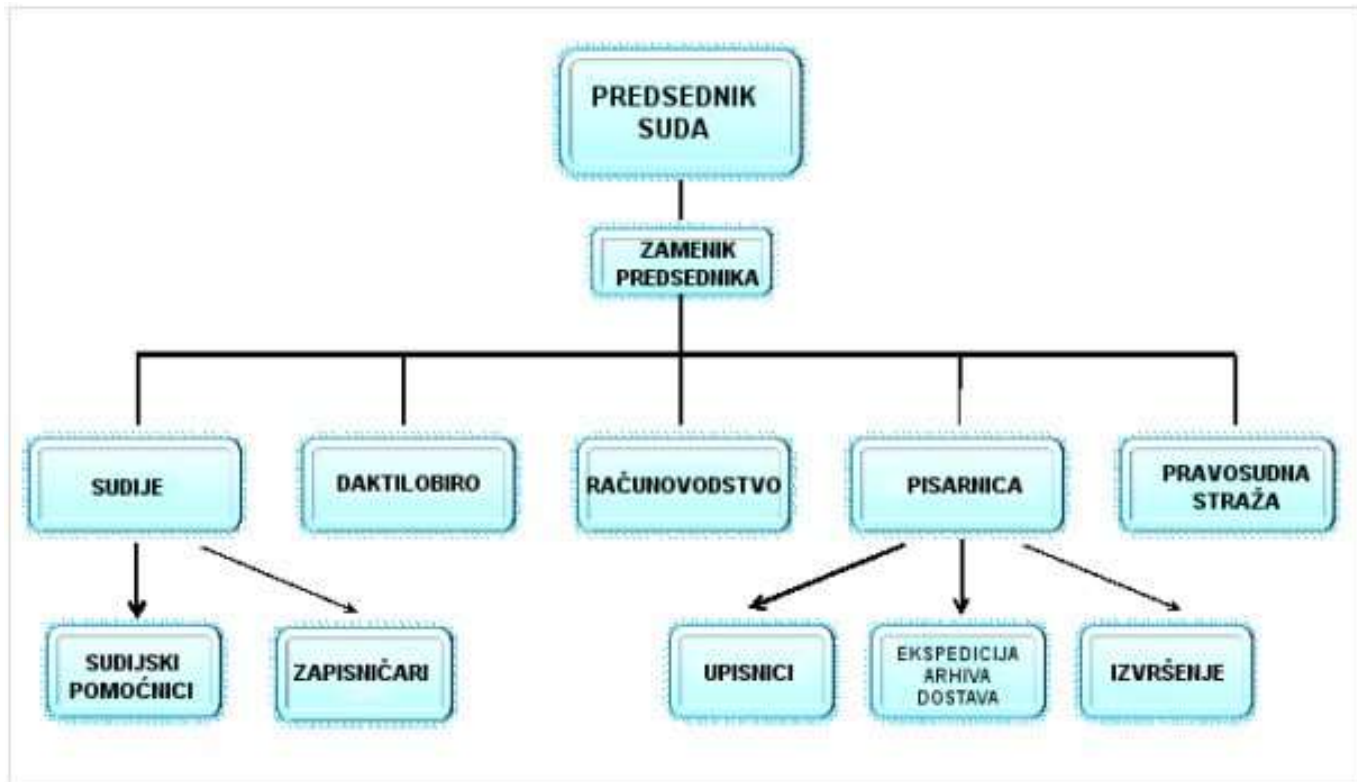 PREDSEDNIK
SUDA
ZAMENIK
PREDSEDNIKA
SUDIJE
DAKTILOBIRO
RAČUNOVODSTVO
PISARNICA
PRAVOSUDNA
STRAŽA
SUDIJSKI
POMOĆNICI
ZAPISNIČARI
UPISNICI
EKSPEDICIJA
ARHIVA
DOSTAVA
IZVRŠENJE